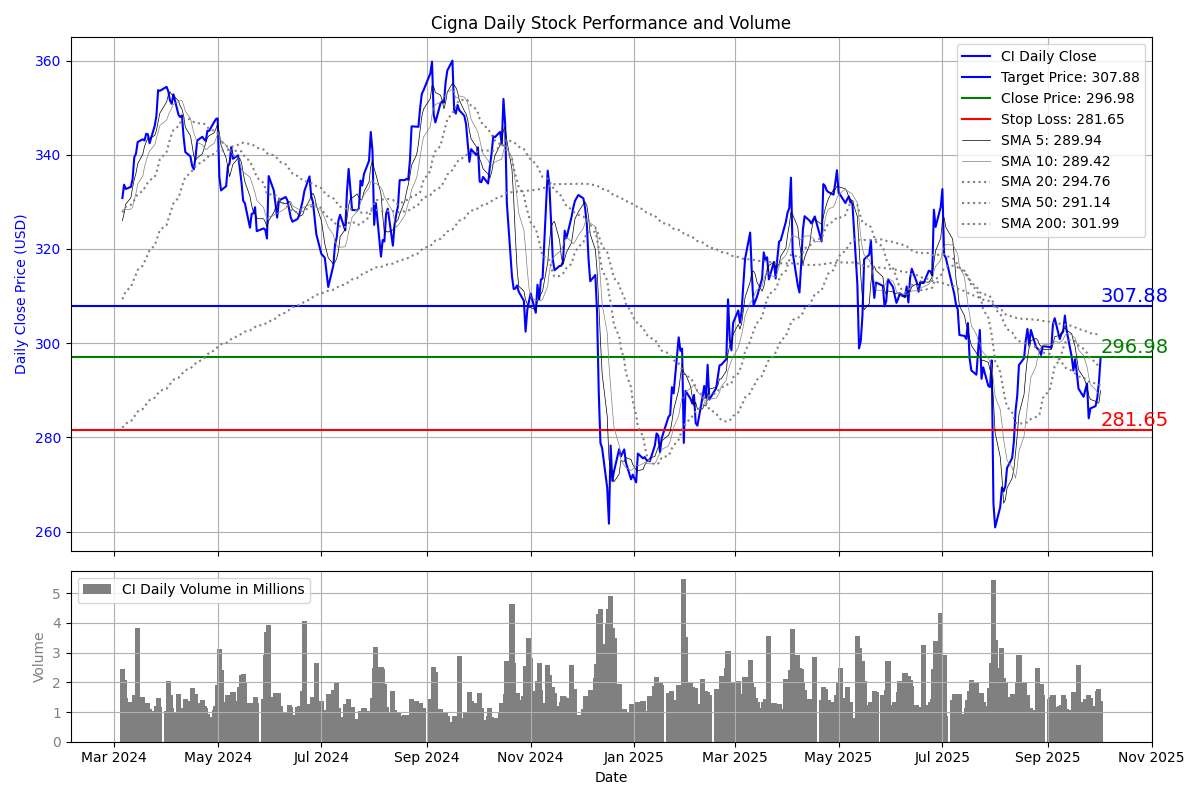 Cigna Daily Stock Performance and Volume
Daily Close Price (USD)
360
340
320
300
280
260
CI Daily Close
Target Price: 307.88
Close Price: 296.98
Stop Loss: 281.65
SMA 5: 289.94
SMA 10: 289.42
SMA 20: 294.76
SMA 50: 291.14
SMA 200: 301.99
307.88
296.98
281.65
CI Daily Volume in Millions
Volume
5
4
3
2
1
0
Mar 2024 May 2024 Jul 2024 Sep 2024 Nov 2024 Jan 2025 Mar 2025 May 2025 Jul 2025 Sep 2025 Nov 2025
Date